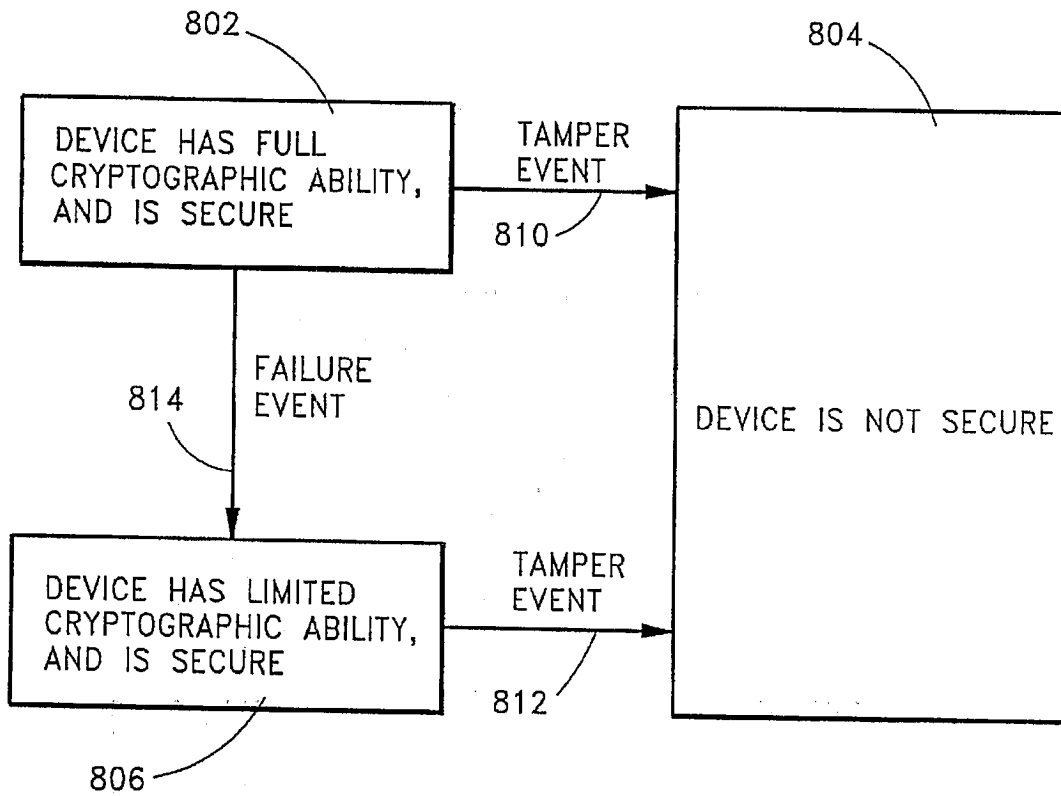 802
804
DEVICE HAS FULL
CRYPTOGRAPHIC ABILITY,
AND IS SECURE
TAMPER
EVENT
810
FAILURE
EVENT
814
DEVICE IS NOT SECURE
DEVICE HAS LIMITED
CRYPTOGRAPHIC ABILITY,
AND IS SECURE
TAMPER
EVENT
812
806